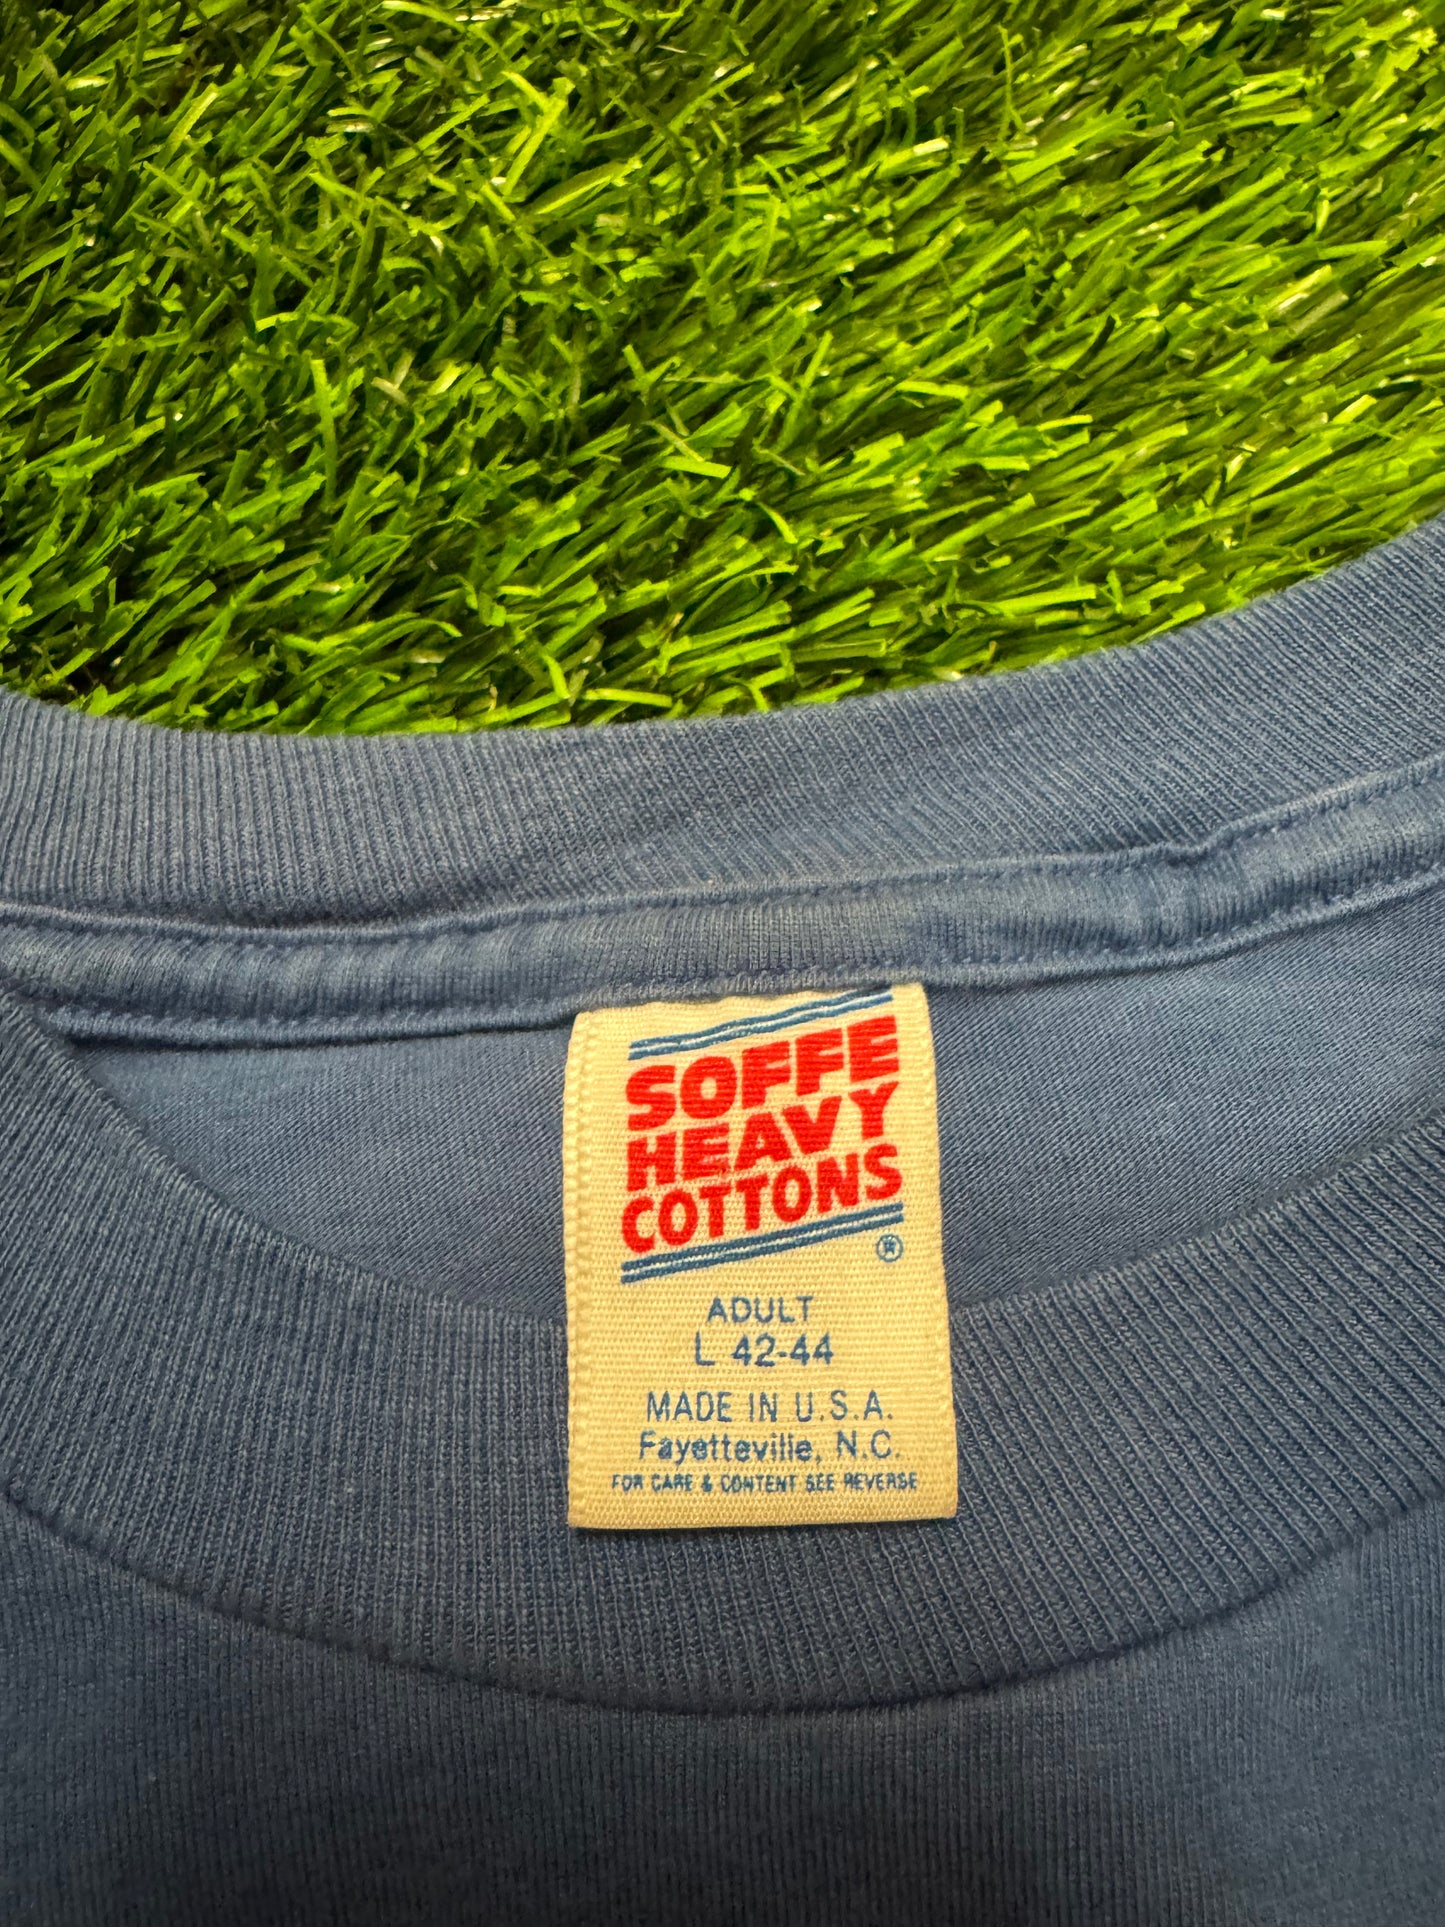 SOFFE
HEAVY
COTTONS
®
ADULT
L 42-44
MADE IN U.S.A.
Fayetteville, N.C.
FOR CARE & CONTENT SEE REVERSE